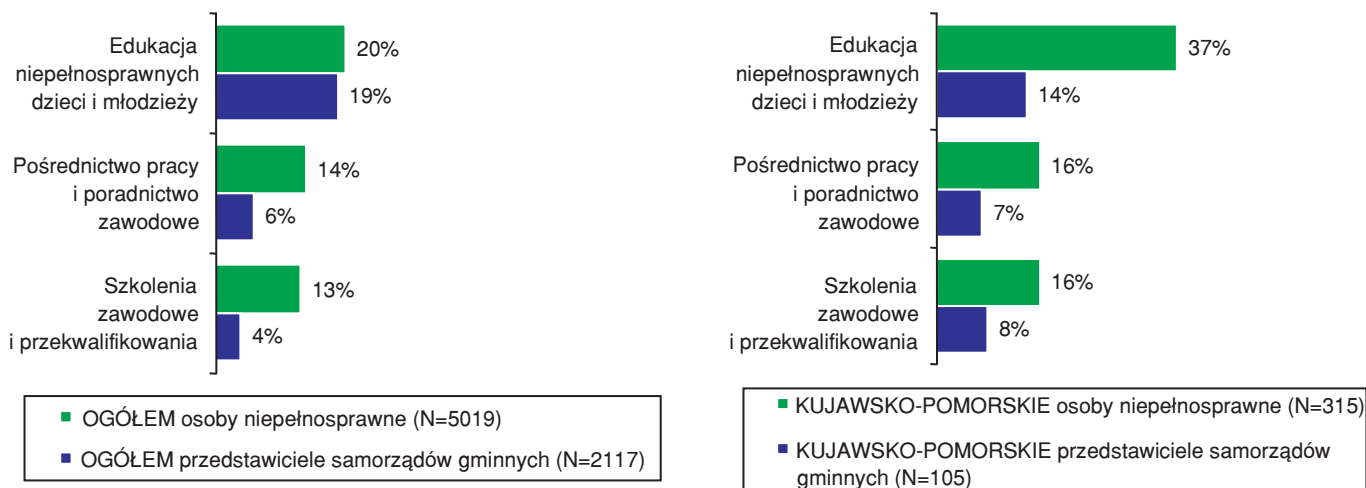 Edukacja
niepełnosprawnych
dzieci i młodzieży
20%
19%
Pośrednictwo pracy
i poradnictwo
zawodowe
14%
6%
Szkolenia
zawodowe
i przekwalifikowania
13%
4%
OGÓŁEM osoby niepełnosprawne (N=5019)
OGÓŁEM przedstawiciele samorządów gminnych (N=2117)
Edukacja
niepełnosprawnych
dzieci i młodzieży
37%
14%
Pośrednictwo pracy
i poradnictwo
zawodowe
16%
7%
Szkolenia
zawodowe
i przekwalifikowania
16%
8%
KUJAWSKO-POMORSKIE osoby niepełnosprawne (N=315)
KUJAWSKO-POMORSKIE przedstawiciele samorządów
gminnych (N=105)